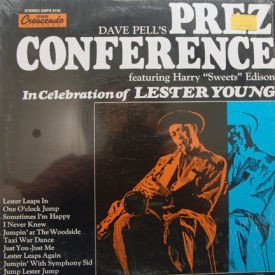 STEREO GNPS 2122
GNP
Crescendo
DAVE PELL'S PREZ
CONFERENCE
featuring Harry "Sweets" Edison
In Celebration of LESTER YOUNG
Lester Leaps In
One O'clock Jump
Sometimes I'm Happy
I Never Knew
Jumpin' at The Woodside
Taxi War Dance
Just You-Just Me
Lester Leaps Again
Jumpin' With Symphony Sid
Jump Lester Jump